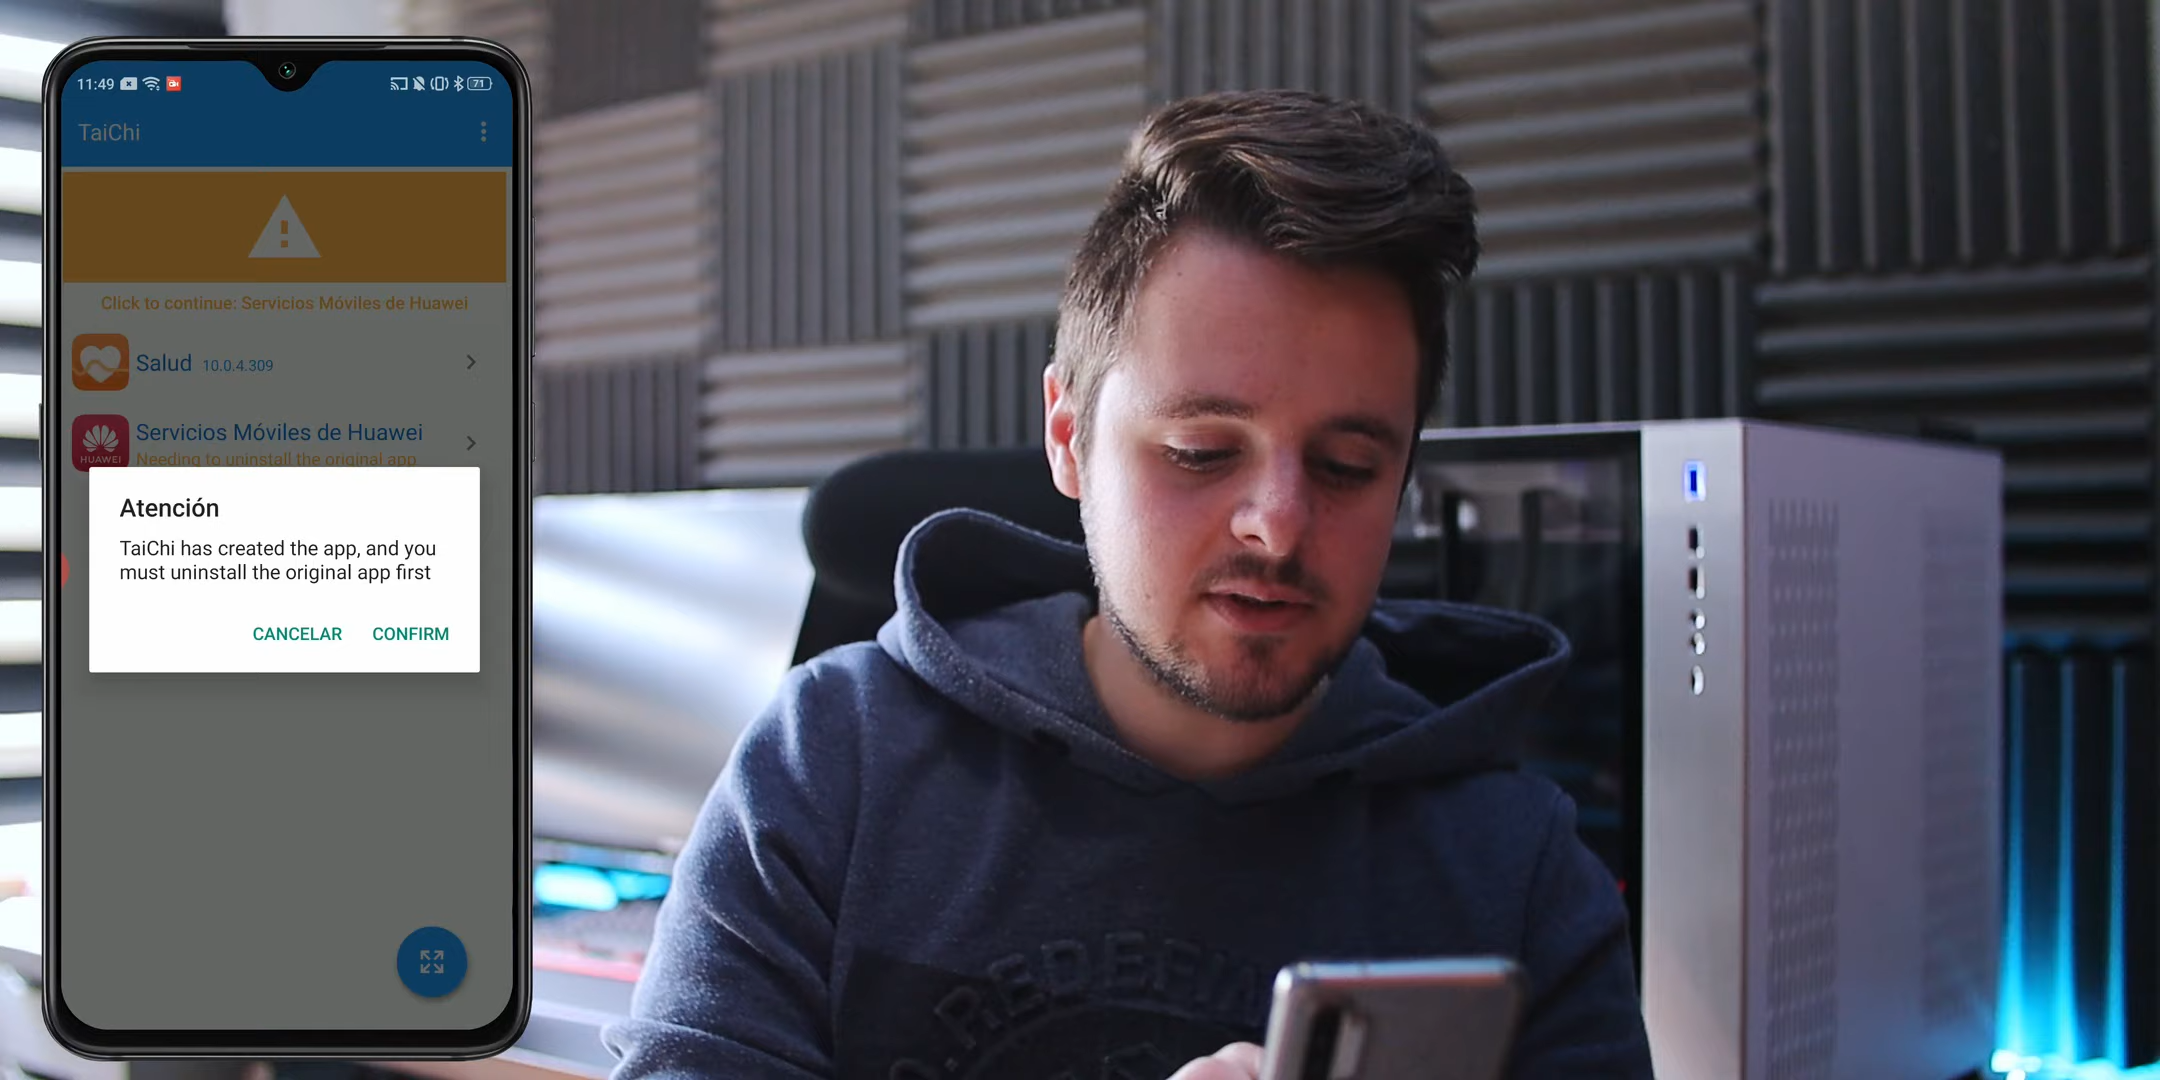 11:49
71
TaiChi
Click to continue: Servicios Móviles de Huawei
Salud 10.0.4.309
Servicios Móviles de Huawei
HUAWEI
Needing to uninstall the original app
Atención
TaiChi has created the app, and you
must uninstall the original app first
CANCELAR CONFIRM